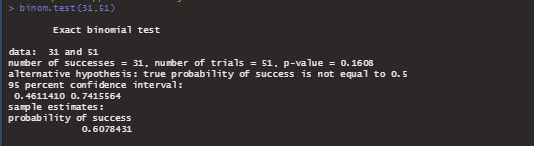 > binom.test(31,51)
Exact binomial test
data:  31 and 51
number of successes = 31, number of trials = 51, p-value = 0.1608
alternative hypothesis: true probability of success is not equal to 0.5
95 percent confidence interval:
 0.4611410 0.7415564
sample estimates:
probability of success
0.6078431